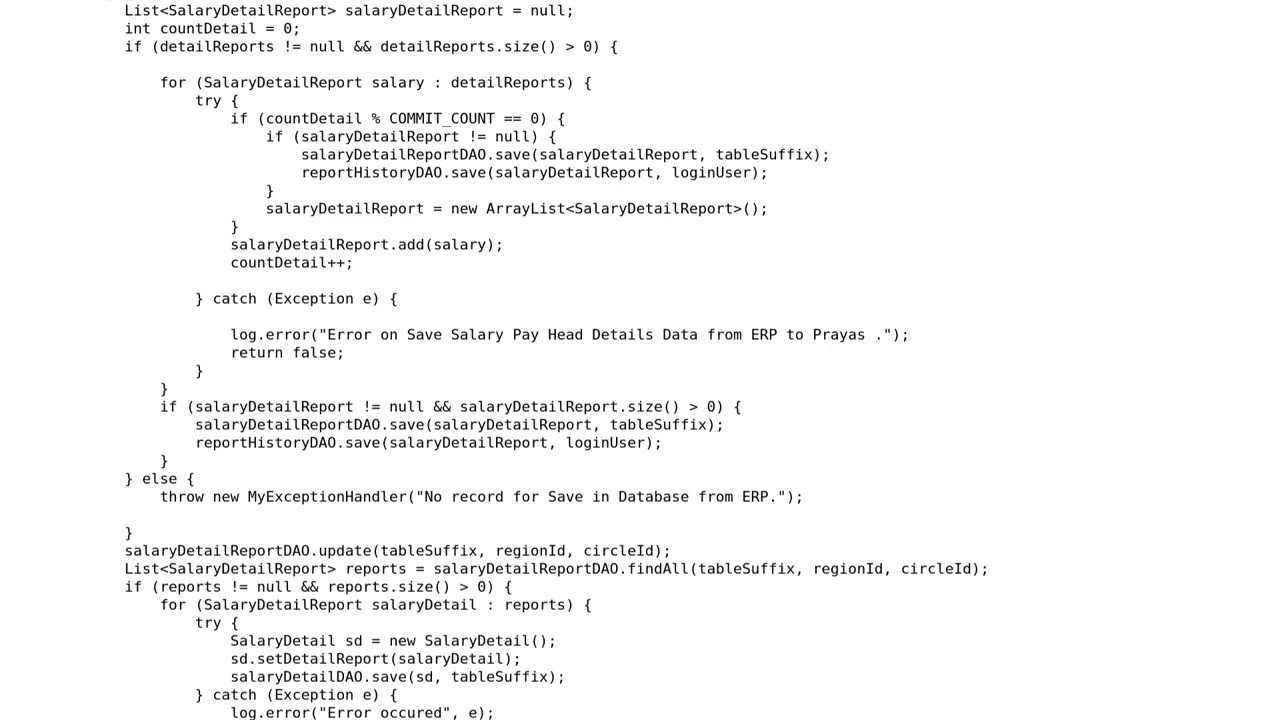 List<SalaryDetailReport> salaryDetailReport = null;
int countDetail = 0;
if (detailReports != null && detailReports.size() > 0) {
for (SalaryDetailReport salary : detailReports) {
try {
if (countDetail % COMMIT_COUNT == 0) {
if (salaryDetailReport != null) {
salaryDetailReportDAO.save(salaryDetailReport, tableSuffix);
reportHistoryDAO.save(salaryDetailReport, loginUser);
}
salaryDetailReport = new ArrayList<SalaryDetailReport>();
}
salaryDetailReport.add(salary);
countDetail++;
} catch (Exception e) {
log.error("Error on Save Salary Pay Head Details Data from ERP to Prayas .");
return false;
}
}
if (salaryDetailReport != null && salaryDetailReport.size() > 0) {
salaryDetailReportDAO.save(salaryDetailReport, tableSuffix);
reportHistoryDAO.save(salaryDetailReport, loginUser);
}
} else {
throw new MyExceptionHandler("No record for Save in Database from ERP.");
}
salaryDetailReportDAO.update(tableSuffix, regionId, circleId);
List<SalaryDetailReport> reports = salaryDetailReportDAO.findAll(tableSuffix, regionId, circleId);
if (reports != null && reports.size() > 0) {
for (SalaryDetailReport salaryDetail : reports) {
try {
SalaryDetail sd = new SalaryDetail();
sd.setDetailReport(salaryDetail);
salaryDetailDAO.save(sd, tableSuffix);
} catch (Exception e) {
log.error("Error occured", e);